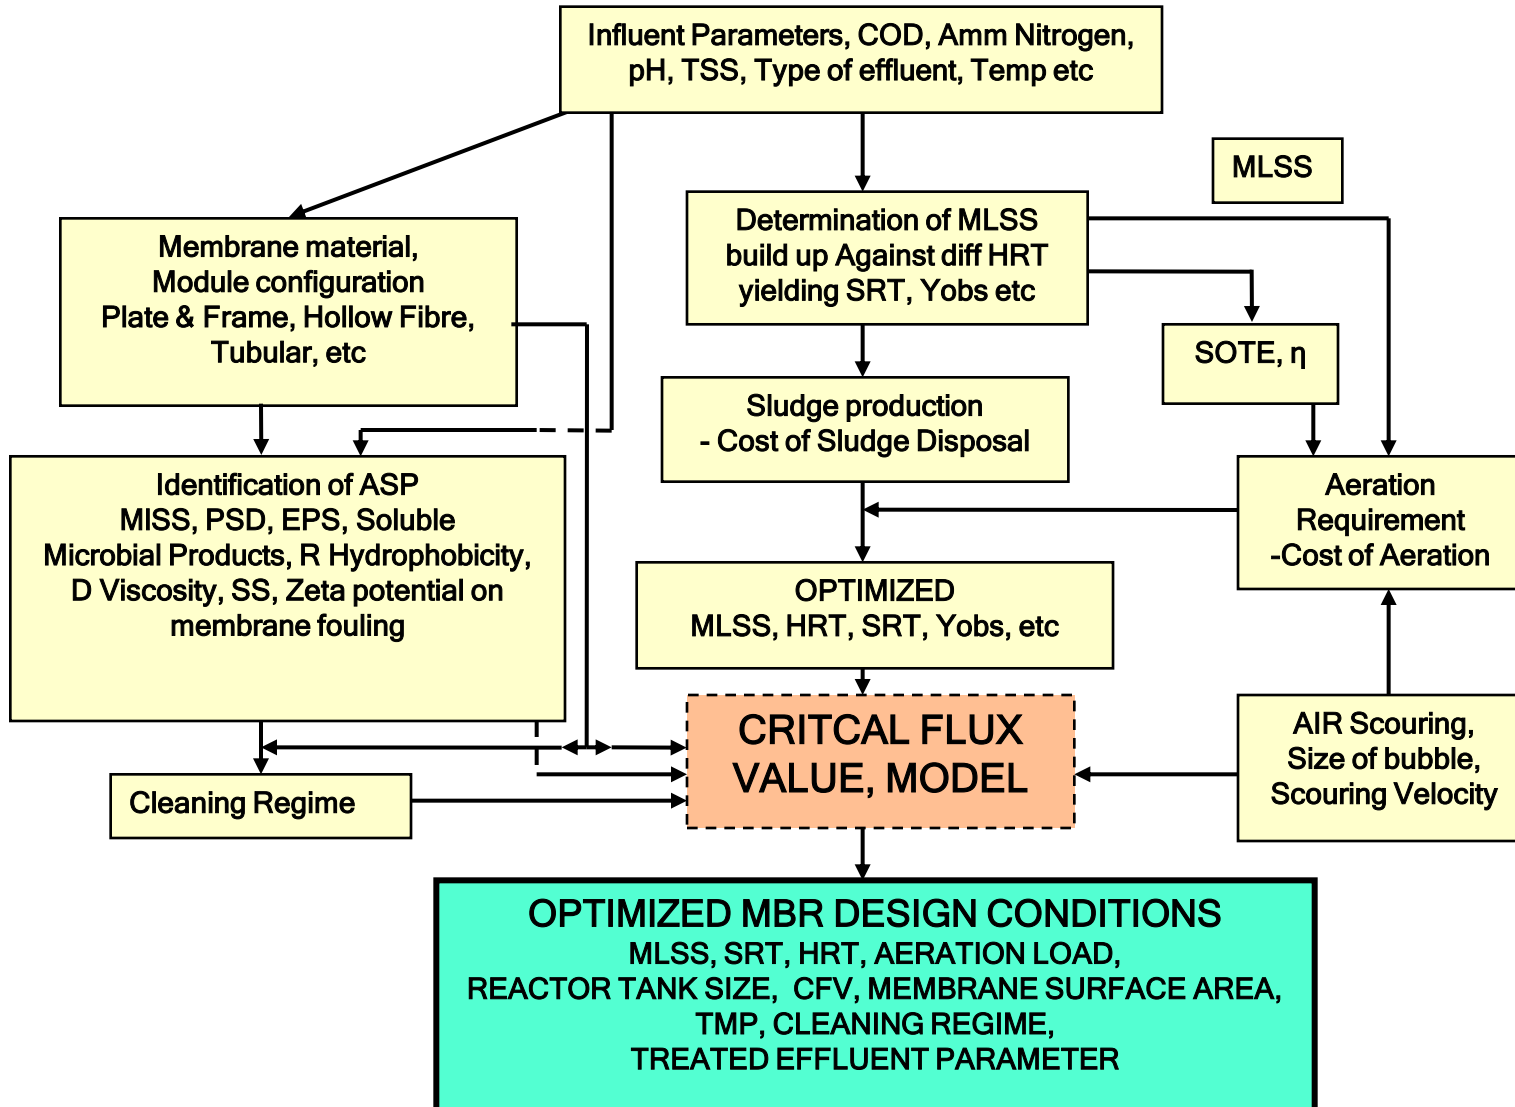 Influent Parameters, COD, Amm Nitrogen,
pH, TSS, Type of effluent, Temp etc
MLSS
Determination of MLSS
build up Against diff HRT
yielding SRT, Yobs etc
Membrane material,
Module configuration
Plate & Frame, Hollow Fibre,
Tubular, etc
SOTE, η
Sludge production
- Cost of Sludge Disposal
Identification of ASP
MISS, PSD, EPS, Soluble
Microbial Products, R Hydrophobicity,
D Viscosity, SS, Zeta potential on
membrane fouling
Aeration
Requirement
-Cost of Aeration
OPTIMIZED
MLSS, HRT, SRT, Yobs, etc
CRITCAL FLUX
VALUE, MODEL
AIR Scouring,
Size of bubble,
Scouring Velocity
Cleaning Regime
OPTIMIZED MBR DESIGN CONDITIONS
MLSS, SRT, HRT, AERATION LOAD,
REACTOR TANK SIZE, CFV, MEMBRANE SURFACE AREA,
TMP, CLEANING REGIME,
TREATED EFFLUENT PARAMETER